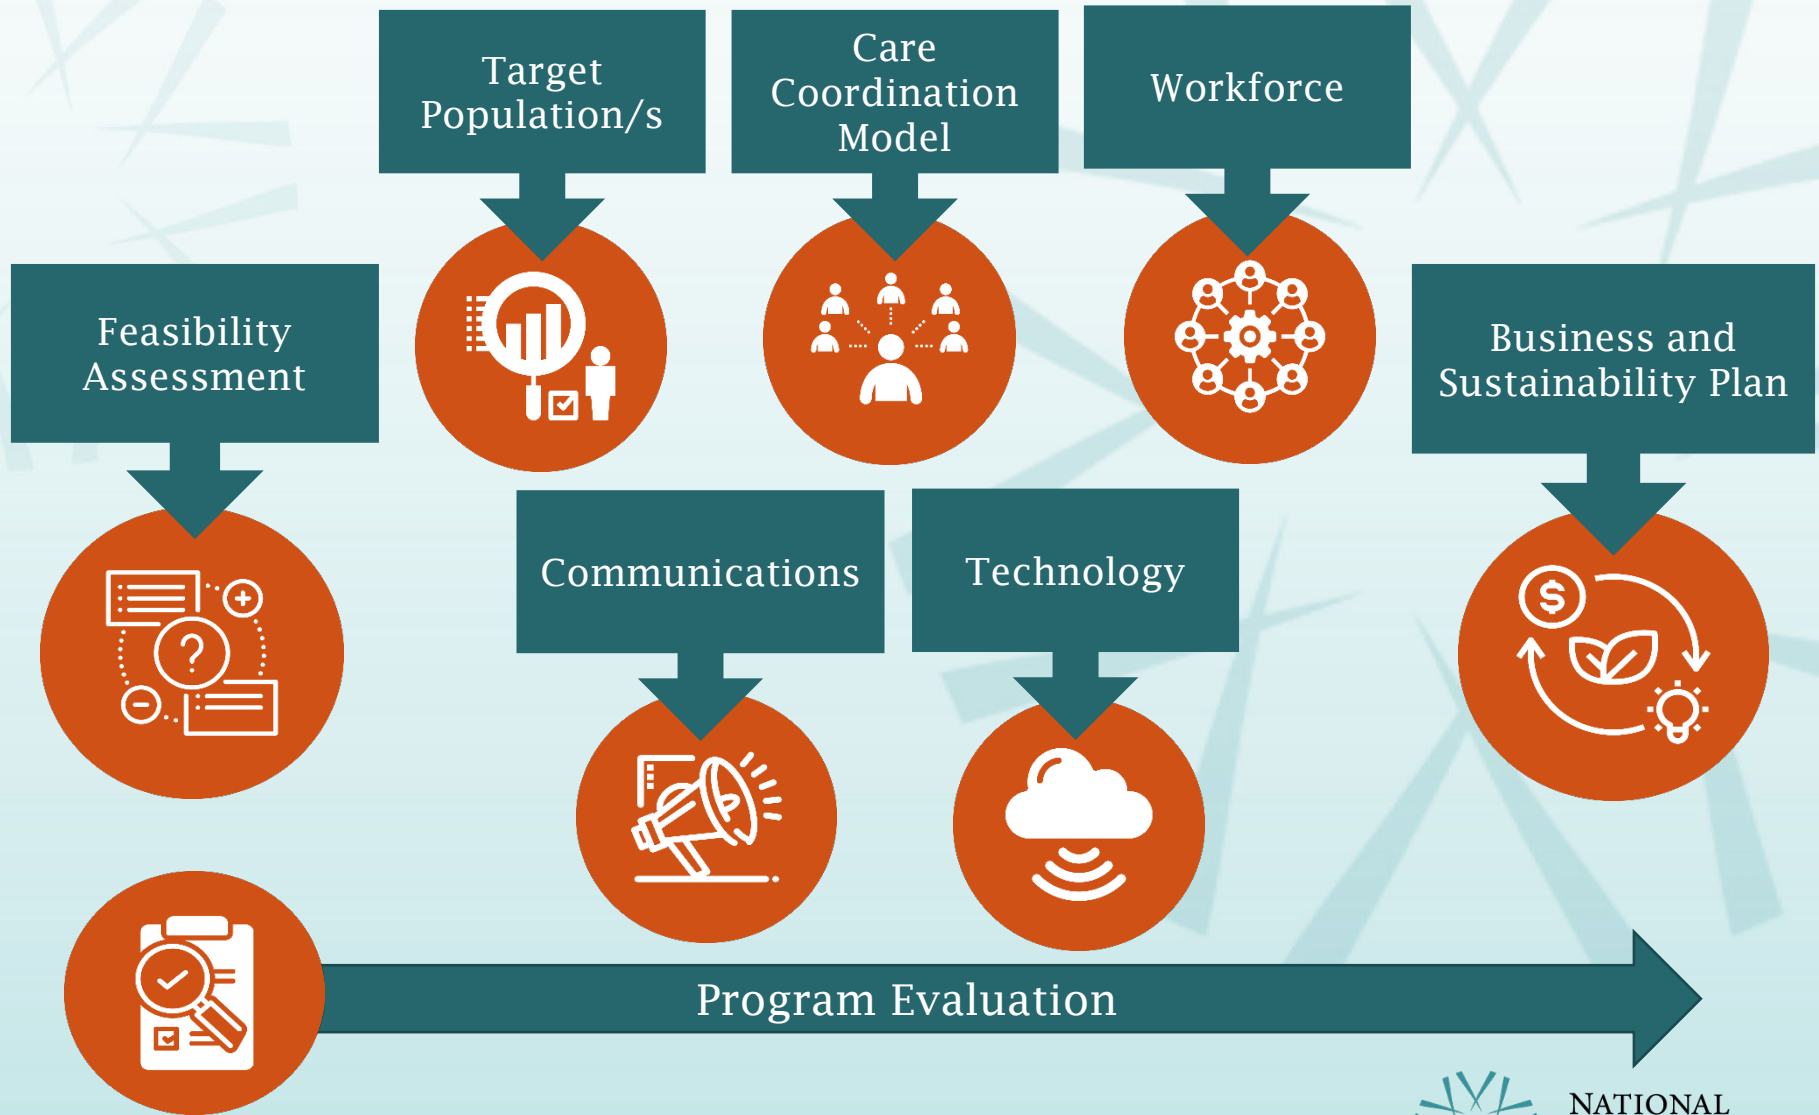 Target
Population/s
Care
Coordination
Model
Workforce
Feasibility
Assessment
Business and
Sustainability Plan
Communications
Technology
Program Evaluation
NATIONAL